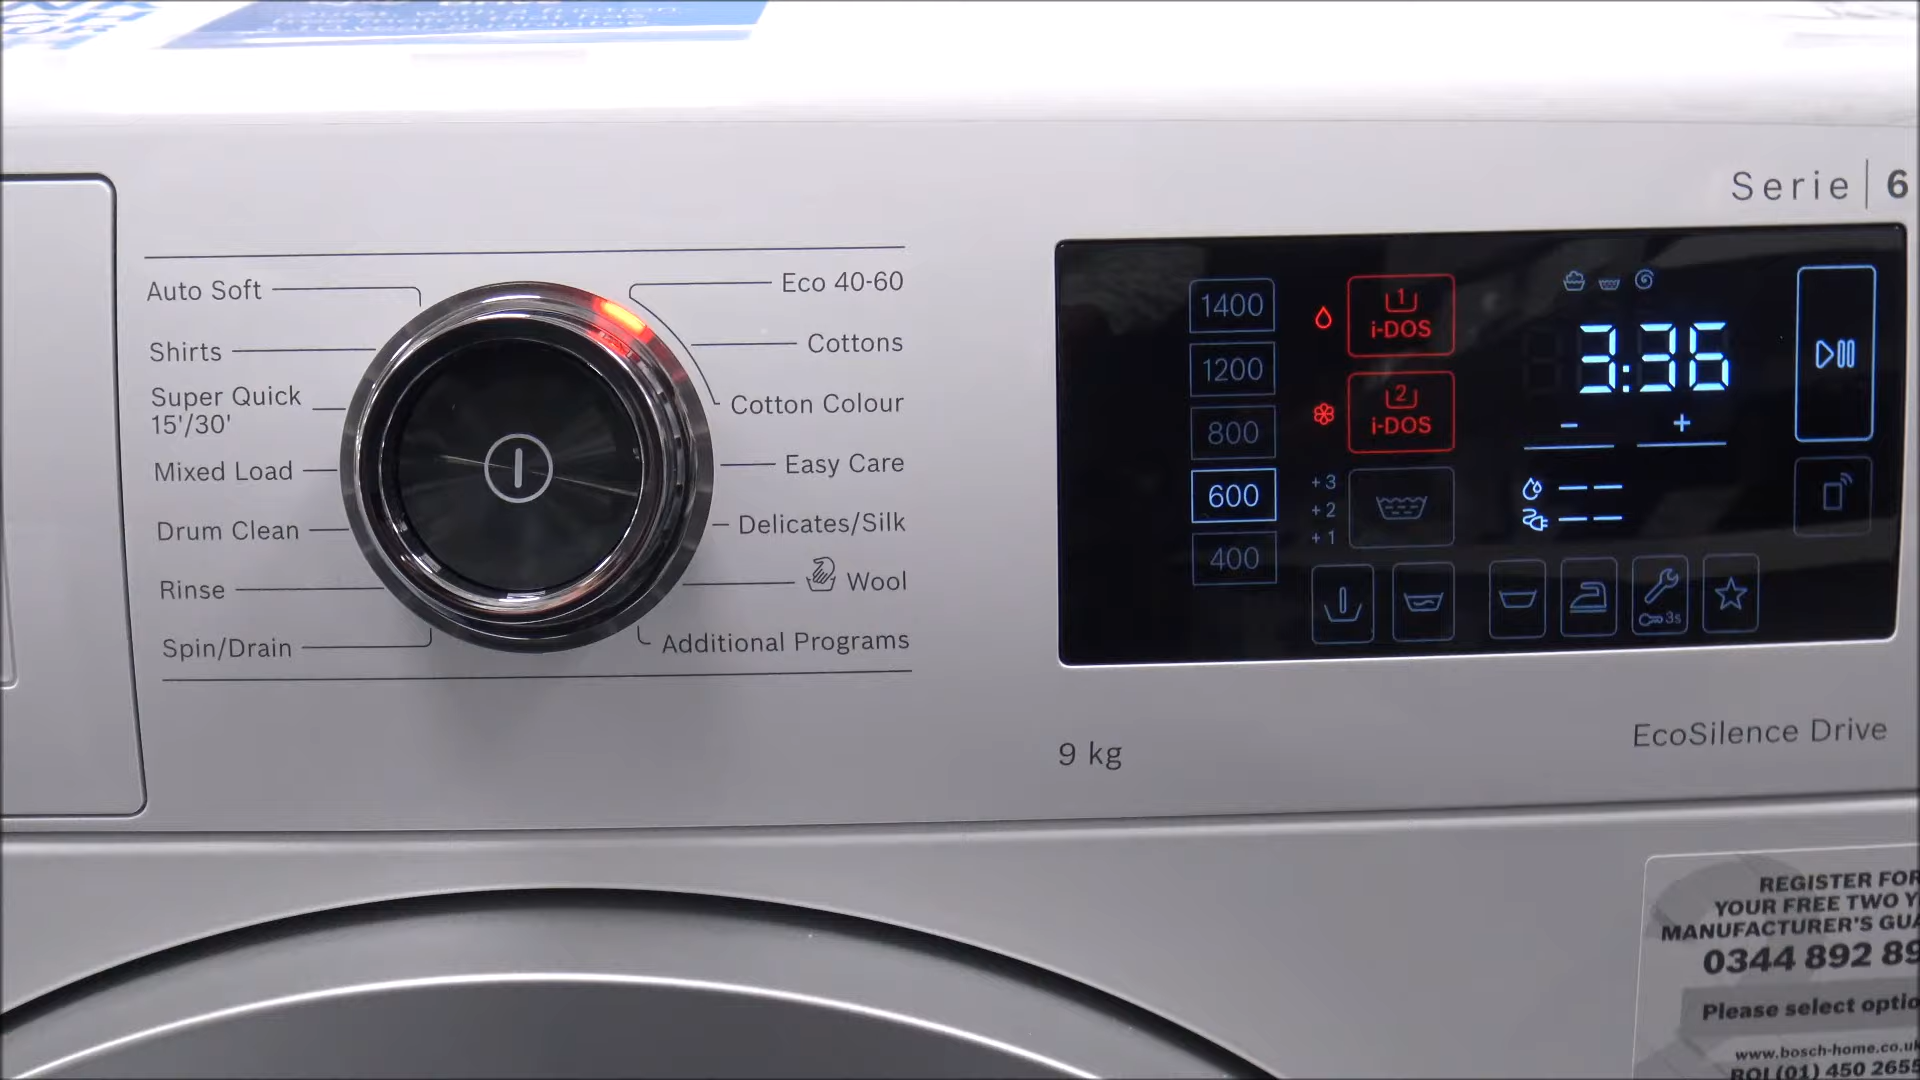 Serie | 6
Auto Soft
Shirts
Super Quick
15'/30'
Mixed Load
Drum Clean
Rinse
Spin/Drain
Eco 40-60
Cottons
Cotton Colour
Easy Care
Delicates/Silk
Wool
Additional Programs
1400
1200
800
600
400
1
i-DOS
2
i-DOS
+3
+2
+1
3:36
- +
3s
9 kg
EcoSilence Drive
REGISTER FOR
YOUR FREE TWO Y
MANUFACTURER'S GUA
0344 892 89
Please select optio
www.bosch-home.co.uk
ROI (01) 450 2655